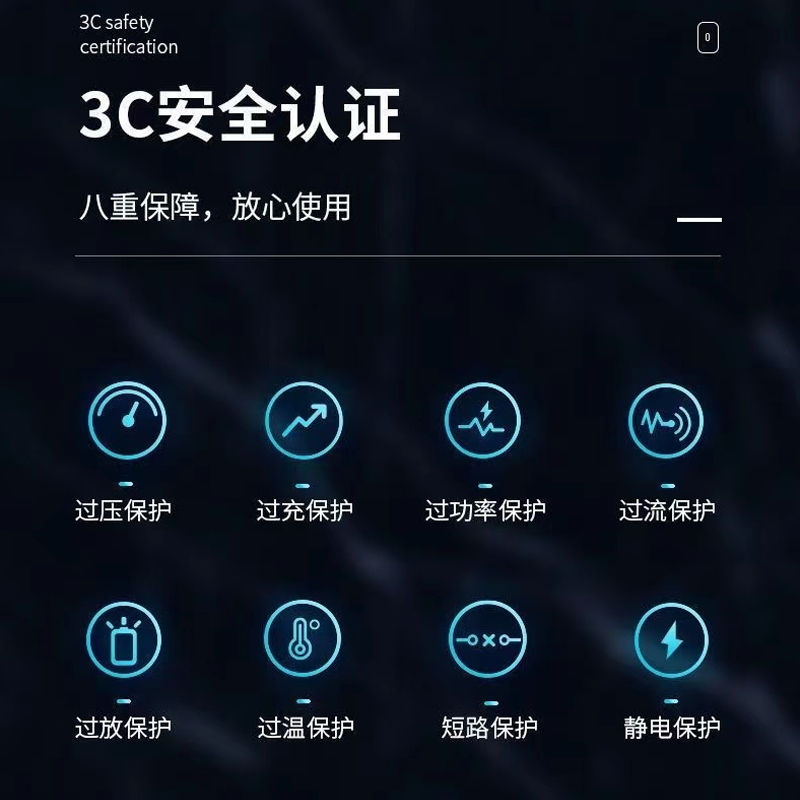 3C safety
certification
0
3C安全认证
八重保障，放心使用
过压保护 过充保护 过功率保护 过流保护
过放保护 过温保护 短路保护 静电保护